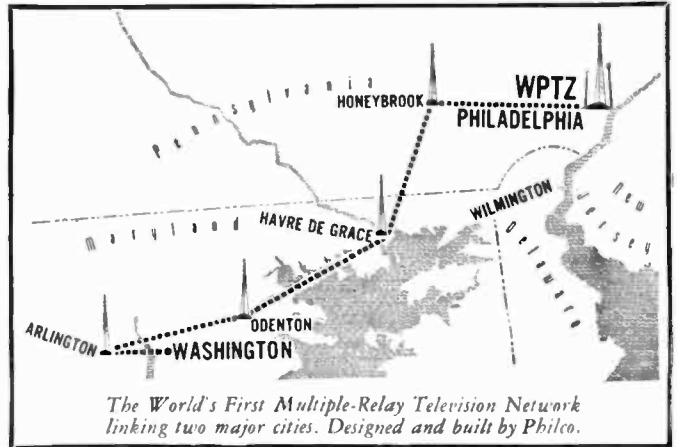 WPTZ
Pennsylvania
HONEYBROOK
PHILADELPHIA
WILMINGTON
New
Jersey
Maryland
HAVRE DE GRACE
Delaware
ODENTON
ARLINGTON
WASHINGTON
The World's First Multiple-Relay Television Network
linking two major cities. Designed and built by Philco.